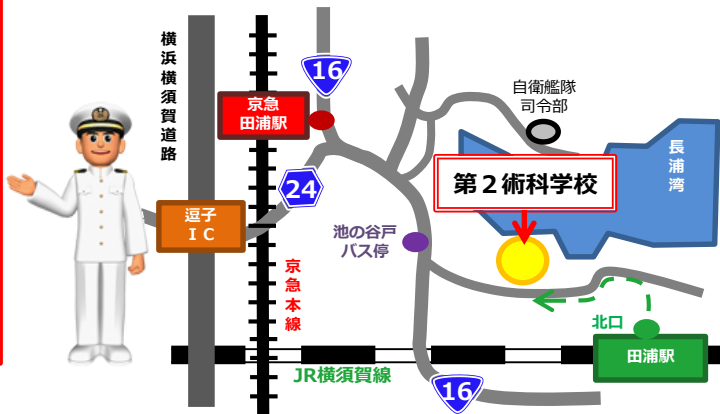 横浜横須賀道路
16
京急
田浦駅
自衛艦隊
司令部
長浦湾
第２術科学校
24
逗子
ＩＣ
池の谷戸
バス停
京急本線
北口
田浦駅
JR横須賀線
16